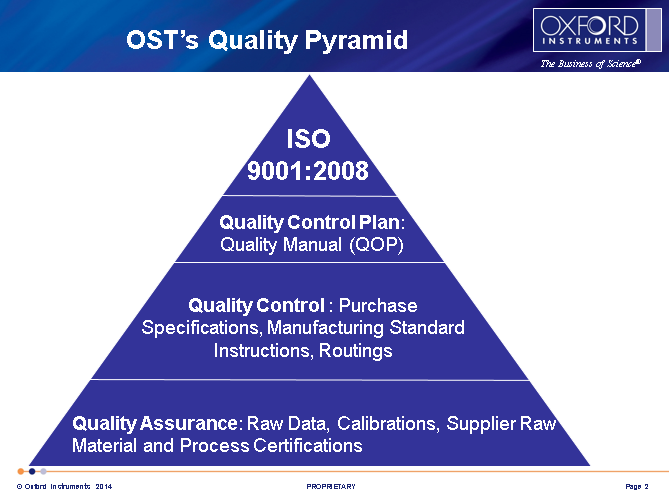 OST's Quality Pyramid
OXFORD
INSTRUMENTS
The Business of Science®
ISO
9001:2008
Quality Control Plan:
Quality Manual (QOP)
Quality Control : Purchase
Specifications, Manufacturing Standard
Instructions, Routings
Quality Assurance: Raw Data, Calibrations, Supplier Raw
Material and Process Certifications
© Oxford Instruments 2014
PROPRIETARY
Page 2